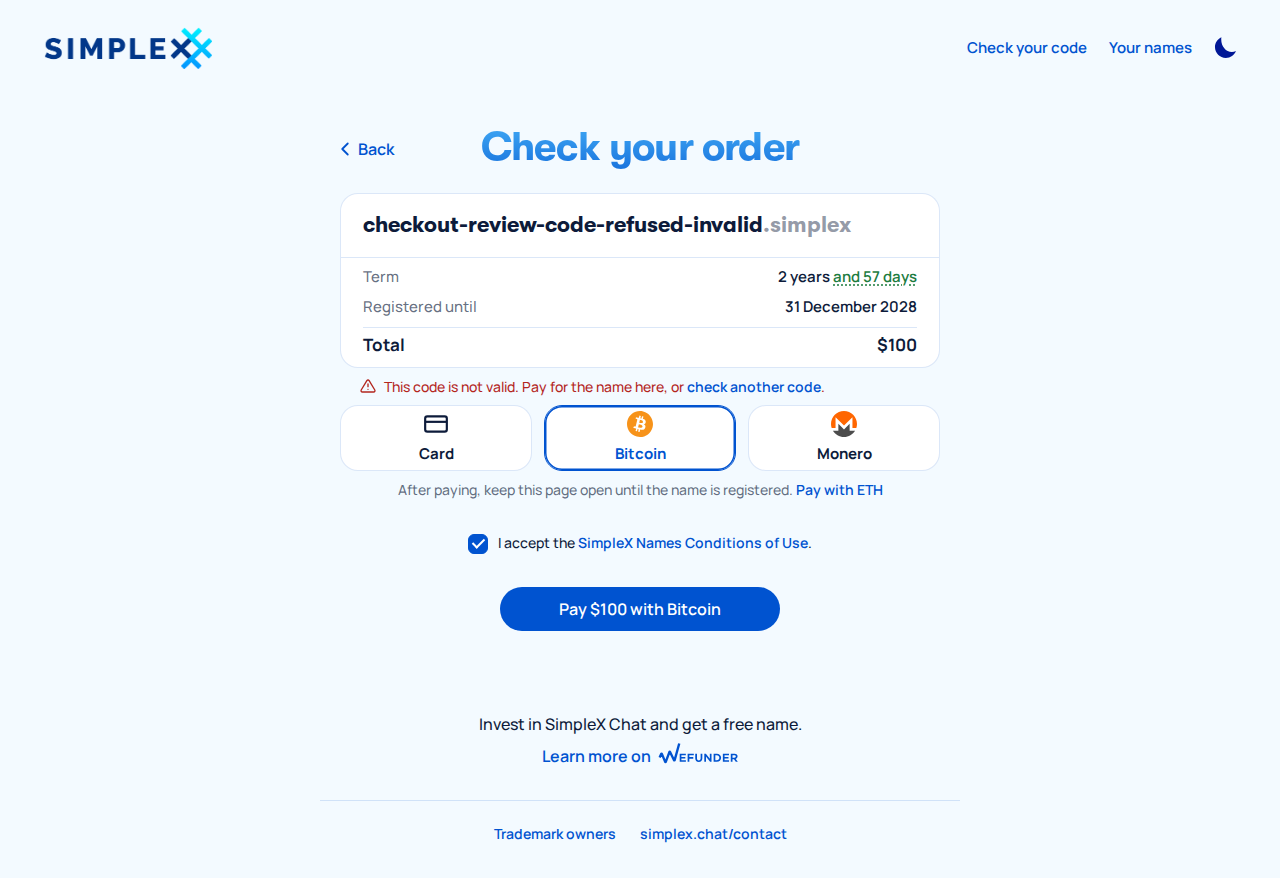 SIMPLEX
Check your code
Your names
Back
Check your order
checkout-review-code-refused-invalid.simplex
Term
2 years and 57 days
Registered until
31 December 2028
Total
$100
This code is not valid. Pay for the name here, or check another code.
Card
Bitcoin
Monero
After paying, keep this page open until the name is registered. Pay with ETH
I accept the SimpleX Names Conditions of Use.
Pay $100 with Bitcoin
Invest in SimpleX Chat and get a free name.
Learn more on WEFUNDER
Trademark owners
simplex.chat/contact